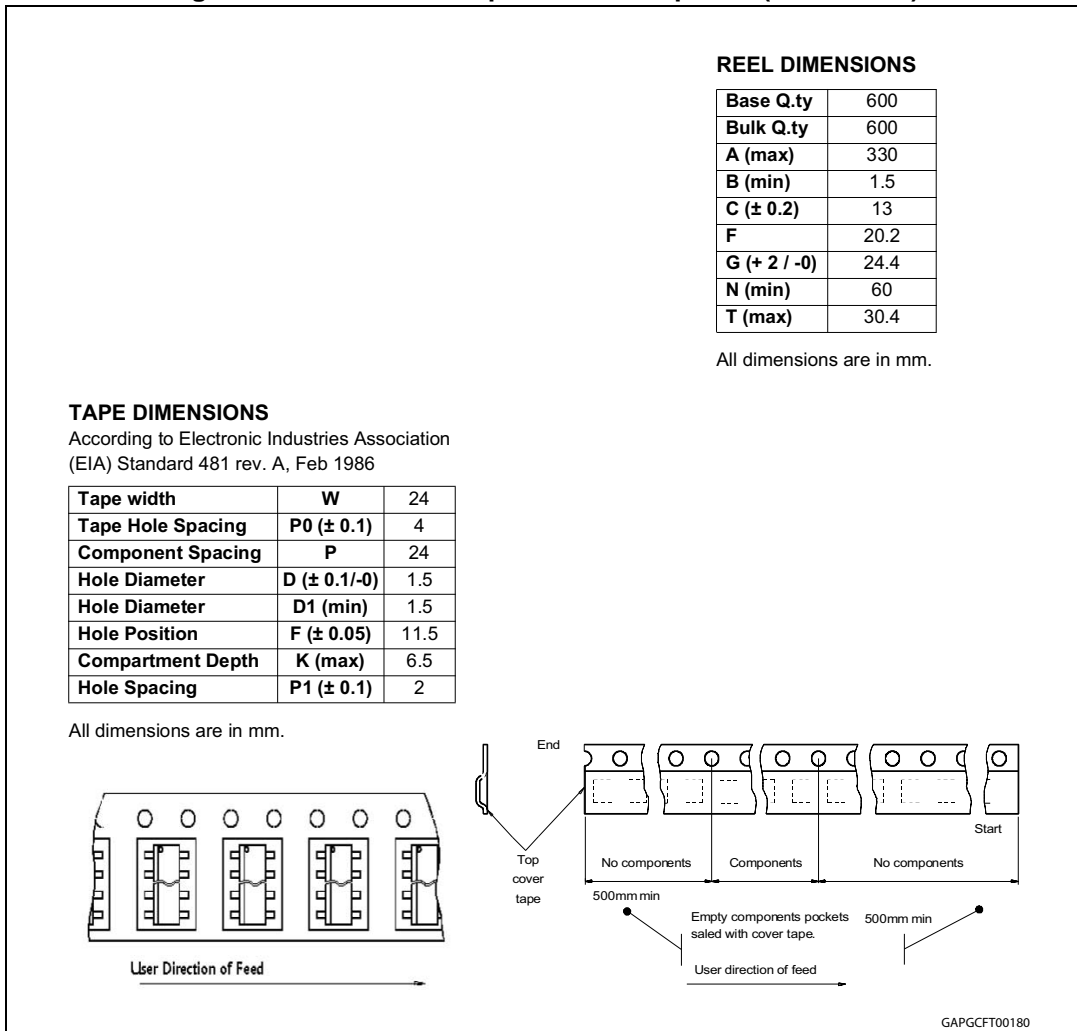 REEL DIMENSIONS
Base Q.ty 600
Bulk Q.ty 600
A (max) 330
B (min) 1.5
C (± 0.2) 13
F 20.2
G (+ 2 / -0) 24.4
N (min) 60
T (max) 30.4
All dimensions are in mm.
TAPE DIMENSIONS
According to Electronic Industries Association
(EIA) Standard 481 rev. A, Feb 1986
Tape width W 24
Tape Hole Spacing P0 (± 0.1) 4
Component Spacing P 24
Hole Diameter D (± 0.1/-0) 1.5
Hole Diameter D1 (min) 1.5
Hole Position F (± 0.05) 11.5
Compartment Depth K (max) 6.5
Hole Spacing P1 (± 0.1) 2
All dimensions are in mm.
End
Start
Top
cover
tape
No components
Components
No components
500mm min
Empty components pockets
saled with cover tape.
500mm min
User direction of feed
User Direction of Feed
GAPGCFT00180